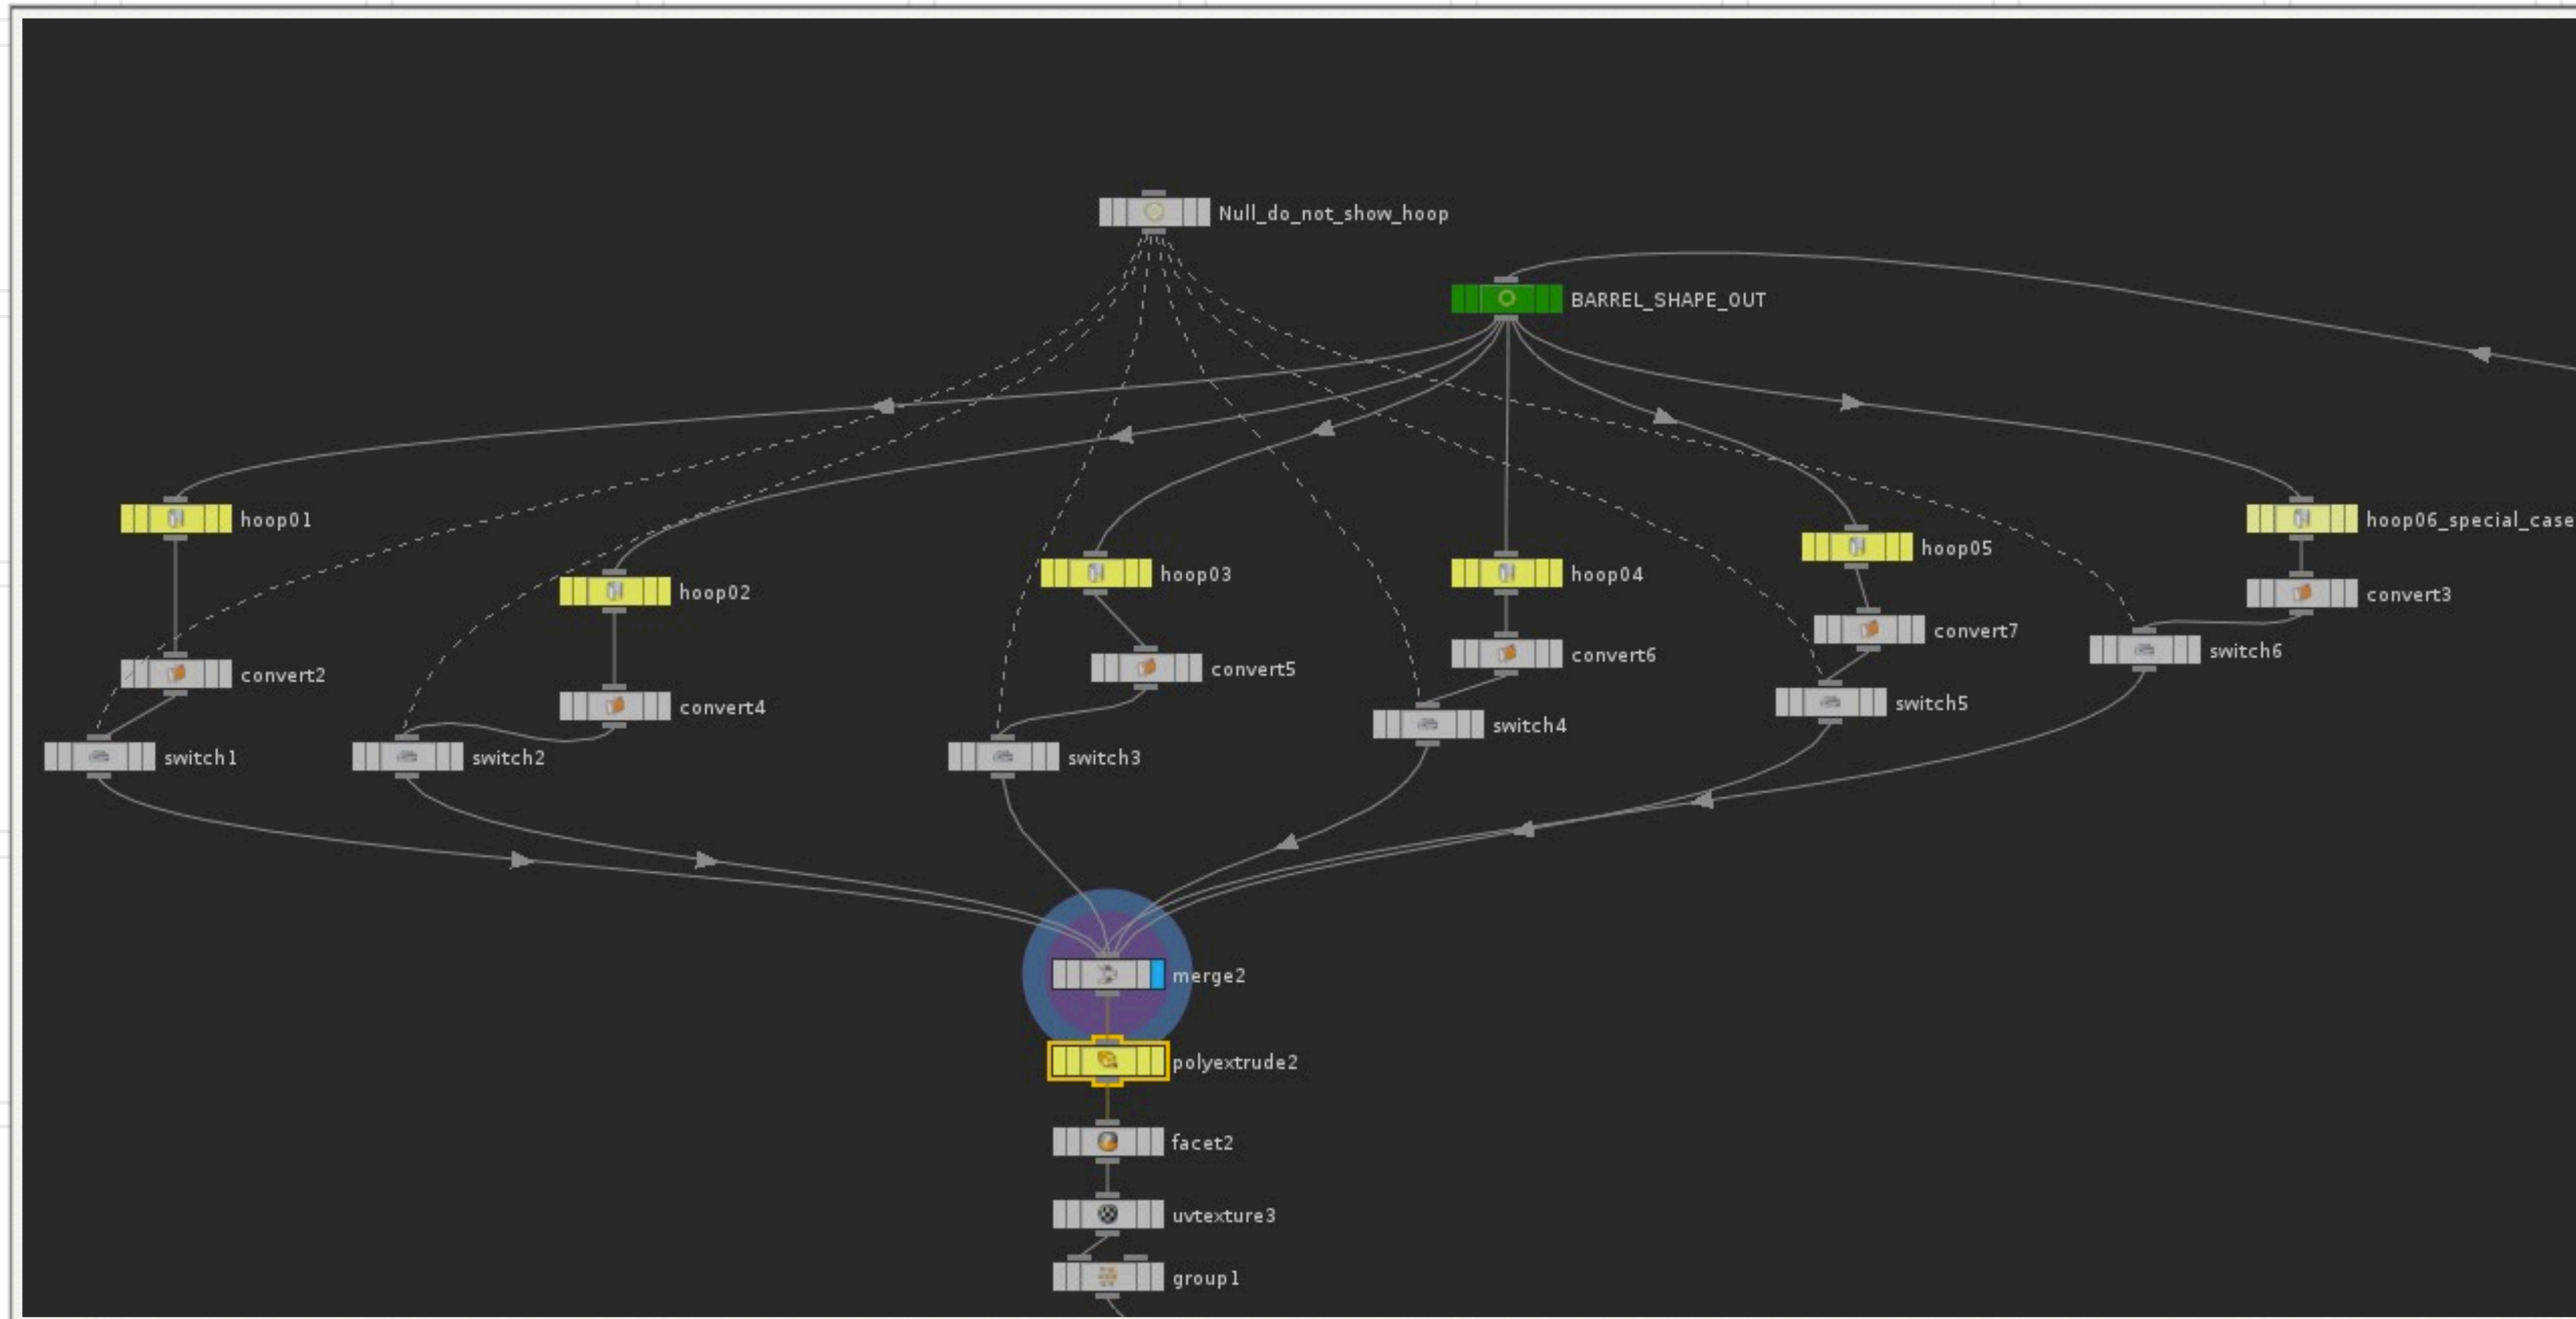 Null_do_not_show_hoop
BARREL_SHAPE_OUT
hoop01
hoop06_special_case
hoop05
hoop03
hoop04
hoop02
convert3
convert7
switch6
convert6
convert5
convert2
switch5
convert4
switch4
switch1
switch2
switch3
merge2
polyextrude2
facet2
uvtexture3
group1